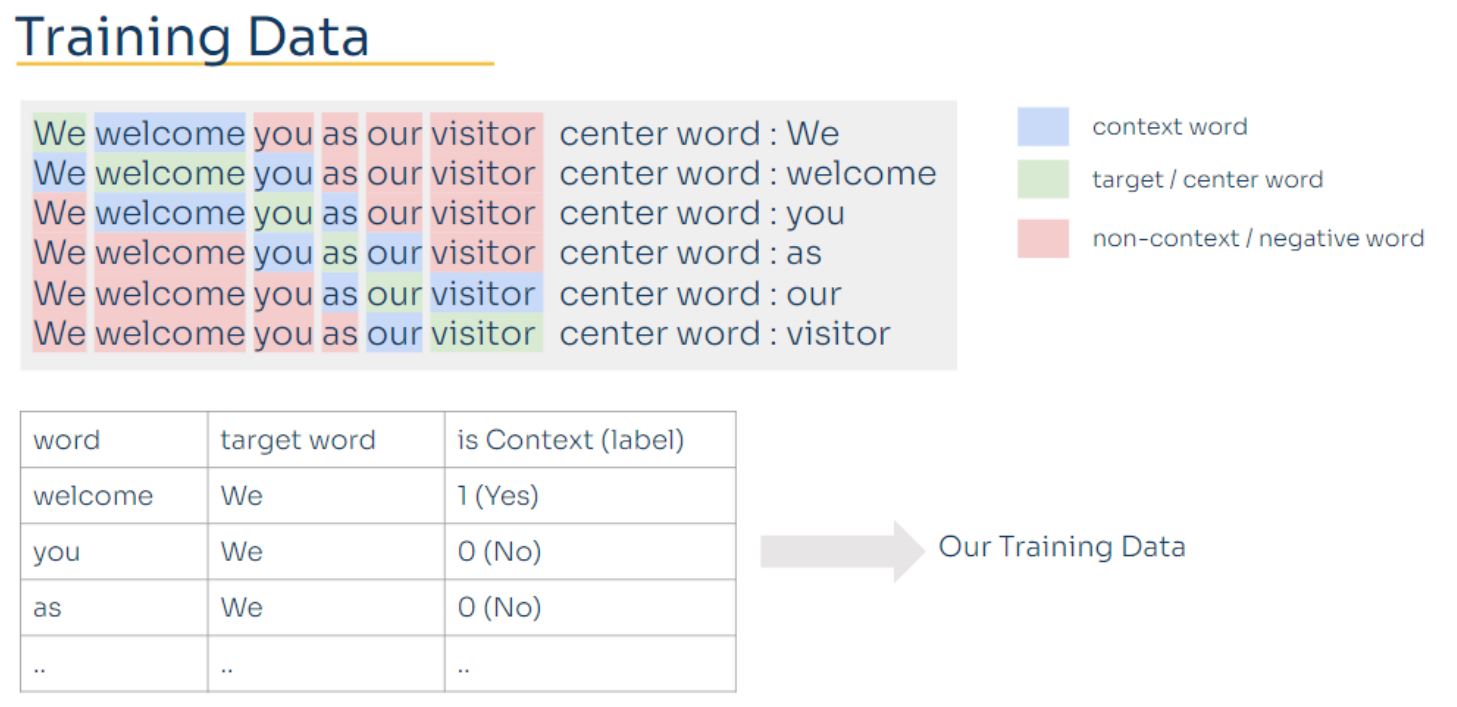 Training Data
We welcome you as our visitor center word : We
We welcome you as our visitor center word : welcome
We welcome you as our visitor center word : you
We welcome you as our visitor center word : as
We welcome you as our visitor center word : our
We welcome you as our visitor center word : visitor
context word
target / center word
non-context / negative word
word target word is Context (label)
welcome We 1 (Yes)
you We 0 (No)
as We 0 (No)
.. .. ..
Our Training Data